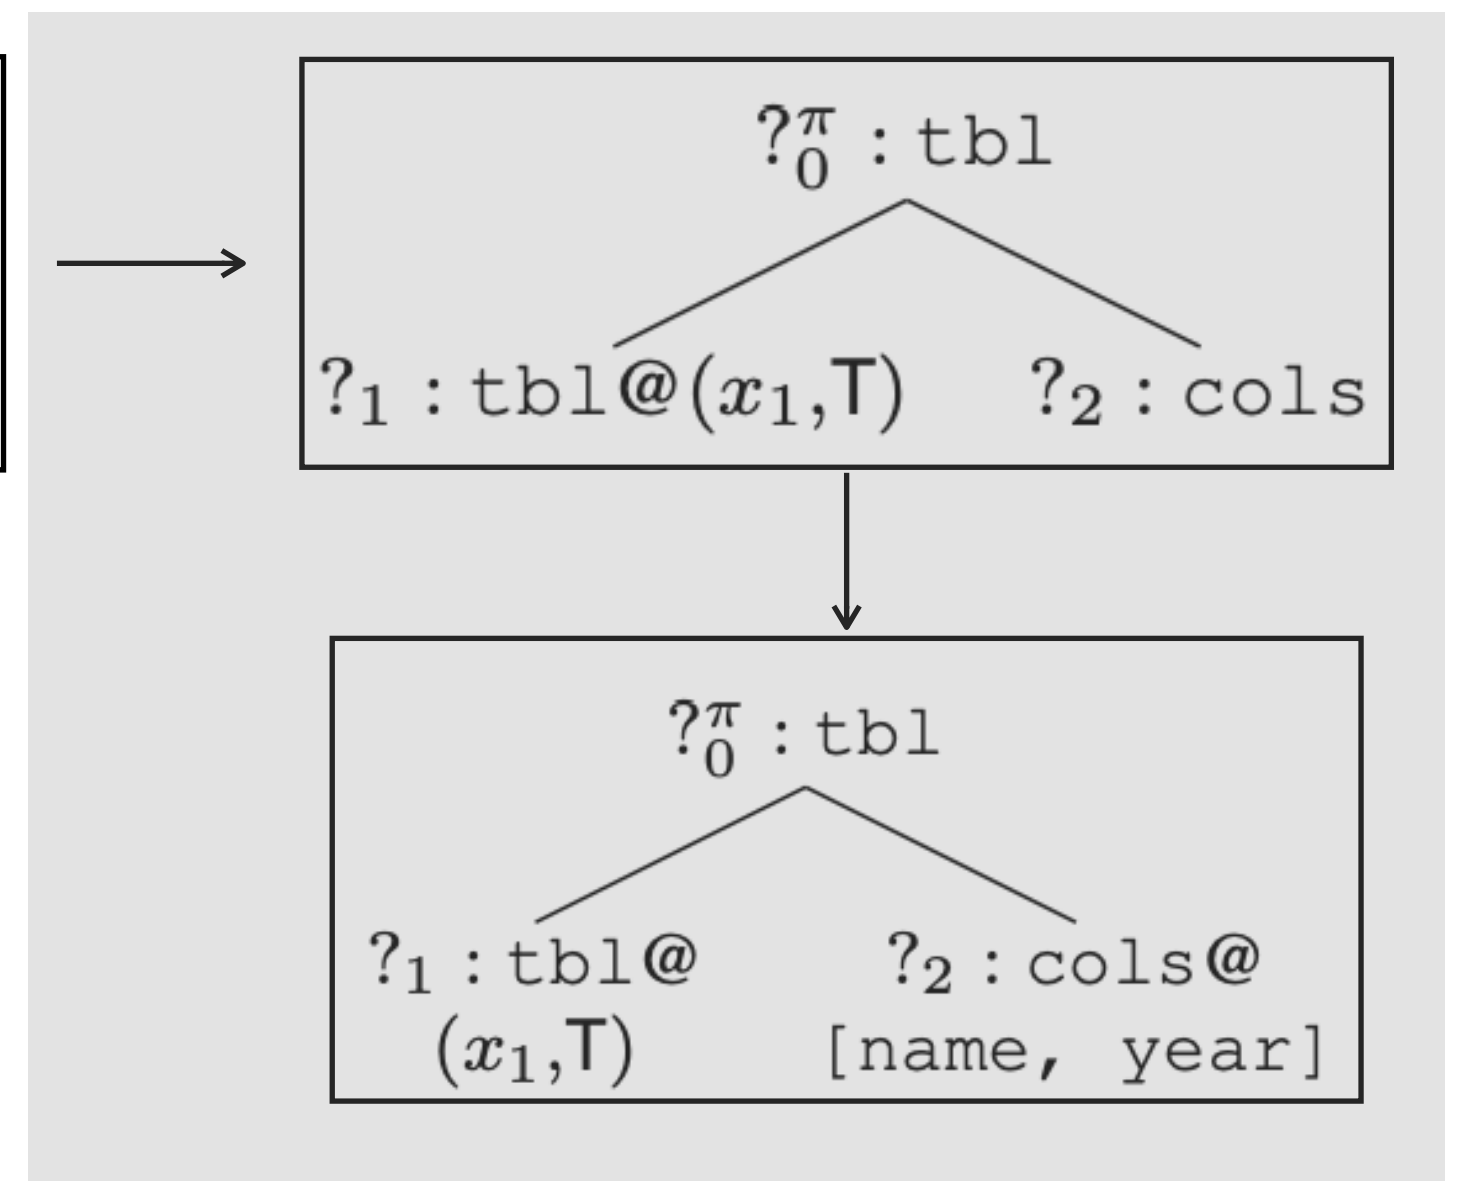 ?₀^π : tbl
?₁ : tbl@(x₁,T) ?₂ : cols
?₀^π : tbl
?₁ : tbl@ ?₂ : cols@
(x₁,T) [name, year]